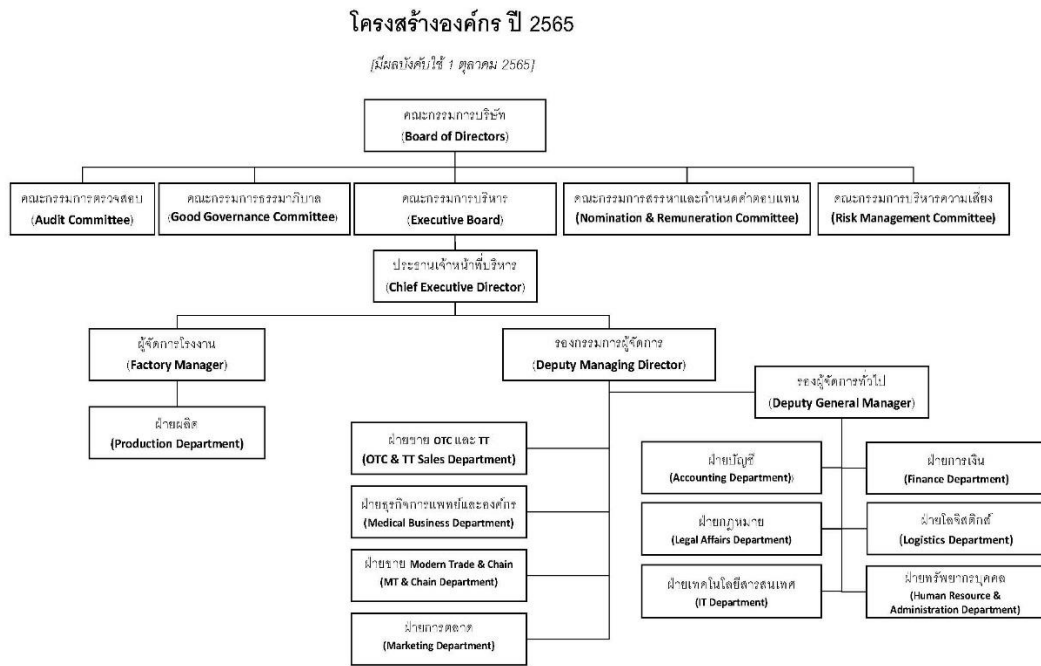 โครงสร้างองค์กร ปี 2565
[มีผลบังคับใช้ 1 ตุลาคม 2565]
คณะกรรมการบริษัท
(Board of Directors)
คณะกรรมการตรวจสอบ
(Audit Committee)
คณะกรรมการธรรมาภิบาล
(Good Governance Committee)
คณะกรรมการบริหาร
(Executive Board)
คณะกรรมการสรรหาและกำหนดค่าตอบแทน
(Nomination & Remuneration Committee)
คณะกรรมการบริหารความเสี่ยง
(Risk Management Committee)
ประธานเจ้าหน้าที่บริหาร
(Chief Executive Director)
ผู้จัดการโรงงาน
(Factory Manager)
รองกรรมการผู้จัดการ
(Deputy Managing Director)
รองผู้จัดการทั่วไป
(Deputy General Manager)
ฝ่ายผลิต
(Production Department)
ฝ่ายขาย OTC และ TT
(OTC & TT Sales Department)
ฝ่ายธุรกิจการแพทย์และองค์กร
(Medical Business Department)
ฝ่ายขาย Modern Trade & Chain
(MT & Chain Department)
ฝ่ายการตลาด
(Marketing Department)
ฝ่ายบัญชี
(Accounting Department)
ฝ่ายการเงิน
(Finance Department)
ฝ่ายกฎหมาย
(Legal Affairs Department)
ฝ่ายโลจิสติกส์
(Logistics Department)
ฝ่ายเทคโนโลยีสารสนเทศ
(IT Department)
ฝ่ายทรัพยากรบุคคล
(Human Resource &
Administration Department)